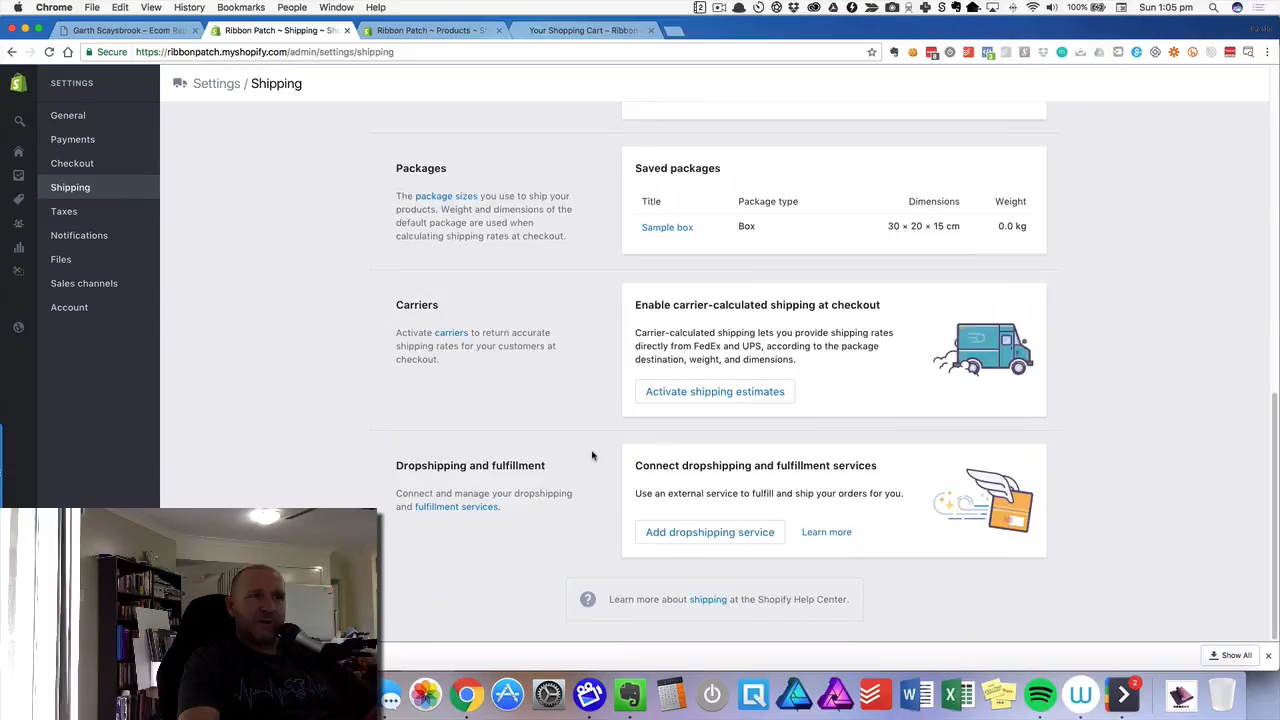 Chrome File Edit View History Bookmarks People Window Help 100% Sun 1:05 pm
Garth Scaysbrook – Ecom Rep Ribbon Patch ~ Shipping ~ Sh Ribbon Patch ~ Products ~ S Your Shopping Cart – Ribbon
Secure https://ribbonpatch.myshopify.com/admin/settings/shipping
SETTINGS
General
Payments
Checkout
Shipping
Taxes
Notifications
Files
Sales channels
Account
Settings / Shipping
Packages
The package sizes you use to ship your
products. Weight and dimensions of the
default package are used when
calculating shipping rates at checkout.
Saved packages
Title Package type Dimensions Weight
Sample box Box 30 × 20 × 15 cm 0.0 kg
Carriers
Activate carriers to return accurate
shipping rates for your customers at
checkout.
Enable carrier-calculated shipping at checkout
Carrier-calculated shipping lets you provide shipping rates
directly from FedEx and UPS, according to the package
destination, weight, and dimensions.
Activate shipping estimates
Dropshipping and fulfillment
Connect and manage your dropshipping
and fulfillment services.
Connect dropshipping and fulfillment services
Use an external service to fulfill and ship your orders for you.
Add dropshipping service Learn more
? Learn more about shipping at the Shopify Help Center.
Show All
2